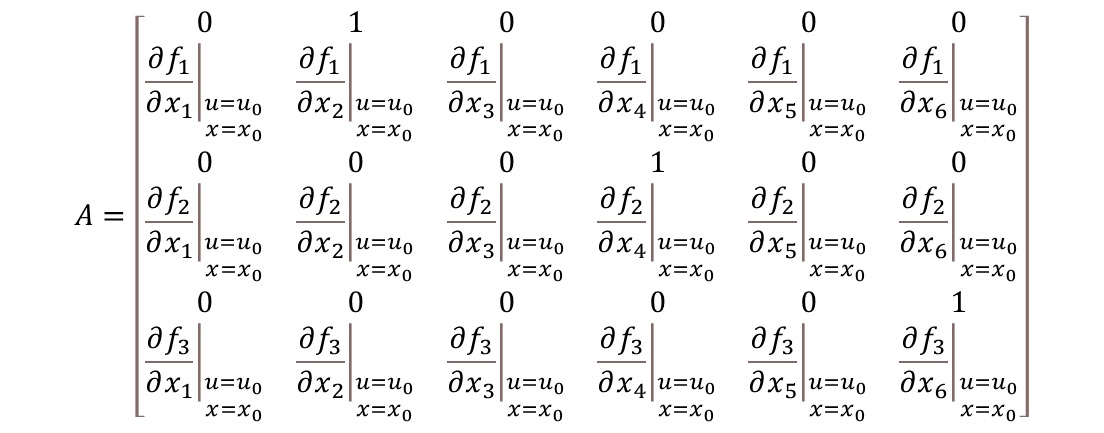 A = [ 0 1 0 0 0 0
∂f₁/∂x₁|ᵤ₌ᵤ₀ ₓ₌ₓ₀ ∂f₁/∂x₂|ᵤ₌ᵤ₀ ₓ₌ₓ₀ ∂f₁/∂x₃|ᵤ₌ᵤ₀ ₓ₌ₓ₀ ∂f₁/∂x₄|ᵤ₌ᵤ₀ ₓ₌ₓ₀ ∂f₁/∂x₅|ᵤ₌ᵤ₀ ₓ₌ₓ₀ ∂f₁/∂x₆|ᵤ₌ᵤ₀ ₓ₌ₓ₀
0 0 0 1 0 0
∂f₂/∂x₁|ᵤ₌ᵤ₀ ₓ₌ₓ₀ ∂f₂/∂x₂|ᵤ₌ᵤ₀ ₓ₌ₓ₀ ∂f₂/∂x₃|ᵤ₌ᵤ₀ ₓ₌ₓ₀ ∂f₂/∂x₄|ᵤ₌ᵤ₀ ₓ₌ₓ₀ ∂f₂/∂x₅|ᵤ₌ᵤ₀ ₓ₌ₓ₀ ∂f₂/∂x₆|ᵤ₌ᵤ₀ ₓ₌ₓ₀
0 0 0 0 0 1
∂f₃/∂x₁|ᵤ₌ᵤ₀ ₓ₌ₓ₀ ∂f₃/∂x₂|ᵤ₌ᵤ₀ ₓ₌ₓ₀ ∂f₃/∂x₃|ᵤ₌ᵤ₀ ₓ₌ₓ₀ ∂f₃/∂x₄|ᵤ₌ᵤ₀ ₓ₌ₓ₀ ∂f₃/∂x₅|ᵤ₌ᵤ₀ ₓ₌ₓ₀ ∂f₃/∂x₆|ᵤ₌ᵤ₀ ₓ₌ₓ₀ ]